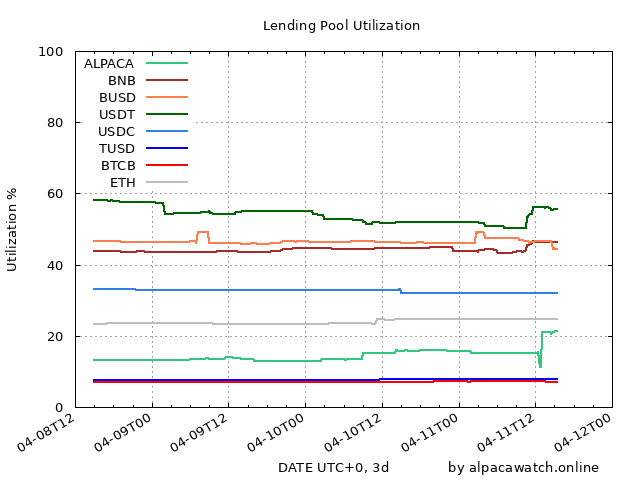 Lending Pool Utilization
100
80
60
40
20
0
Utilization %
ALPACA
BNB
BUSD
USDT
USDC
TUSD
BTCB
ETH
04-08T12
04-09T00
04-09T12
04-10T00
04-10T12
04-11T00
04-11T12
04-12T00
DATE UTC+0, 3d
by alpacawatch.online